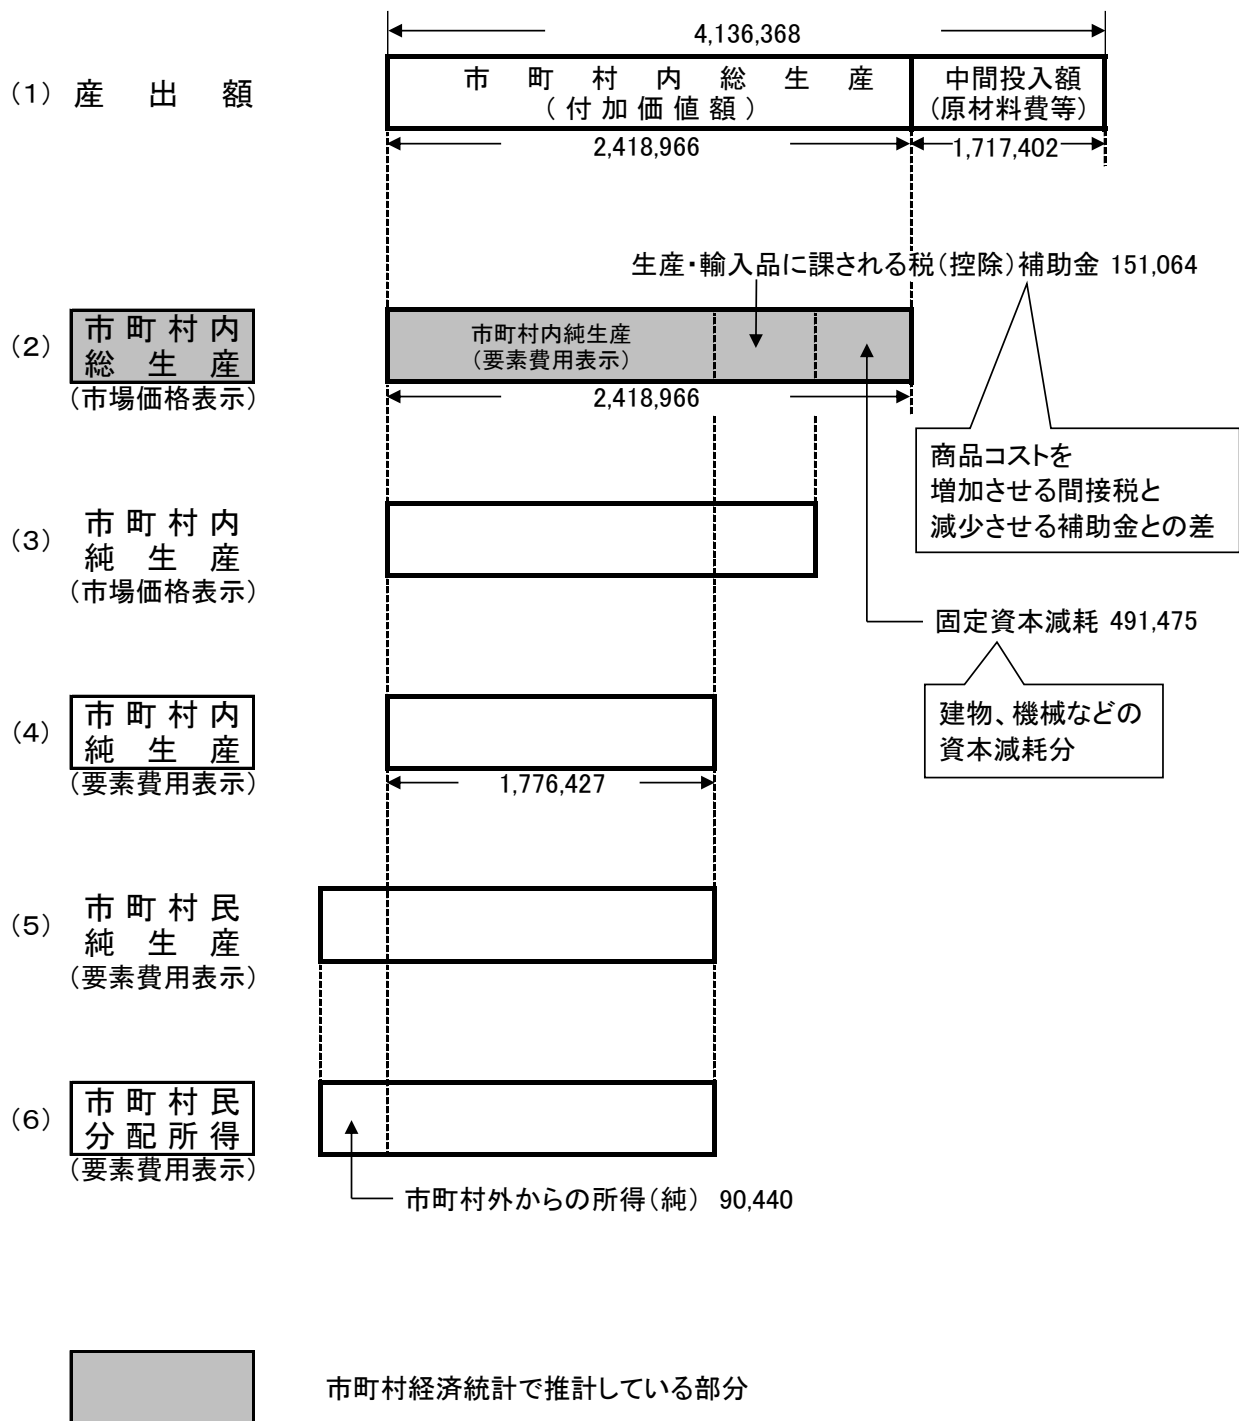 4,136,368
(1) 産出額
市町村内総生産
(付加価値額)
中間投入額
(原材料費等)
2,418,966
1,717,402
生産・輸入品に課される税(控除)補助金 151,064
(2) 市町村内
総生産
(市場価格表示)
市町村内純生産
(要素費用表示)
2,418,966
商品コストを
増加させる間接税と
減少させる補助金との差
(3) 市町村内
純生産
(市場価格表示)
固定資本減耗 491,475
建物、機械などの
資本減耗分
(4) 市町村内
純生産
(要素費用表示)
1,776,427
(5) 市町村民
純生産
(要素費用表示)
(6) 市町村民
分配所得
(要素費用表示)
市町村外からの所得(純) 90,440
市町村経済統計で推計している部分